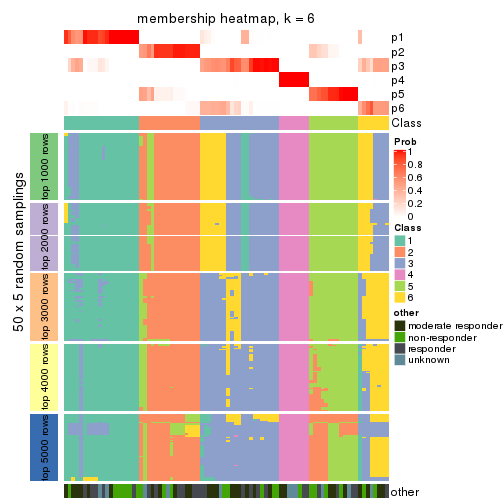 membership heatmap, k = 6
p1
p2
p3
p4
p5
p6
Class
50 x 5 random samplings
top 1000 rows
top 2000 rows
top 3000 rows
top 4000 rows
top 5000 rows
Prob
1
0.8
0.6
0.4
0.2
0
Class
1
2
3
4
5
6
other
moderate responder
non-responder
responder
unknown
other